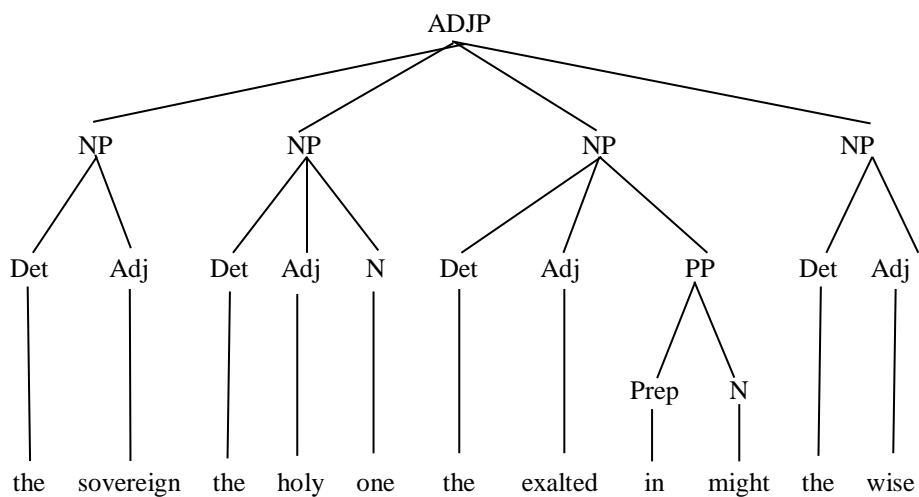 ADJP
NP NP NP NP
Det Adj Det Adj N Det Adj PP Det Adj
Prep N
the sovereign the holy one the exalted in might the wise